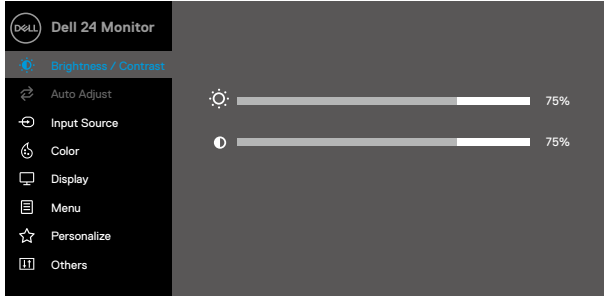 DELL
Dell 24 Monitor
Brightness / Contrast
Auto Adjust
Input Source
Color
Display
Menu
Personalize
Others
75%
75%